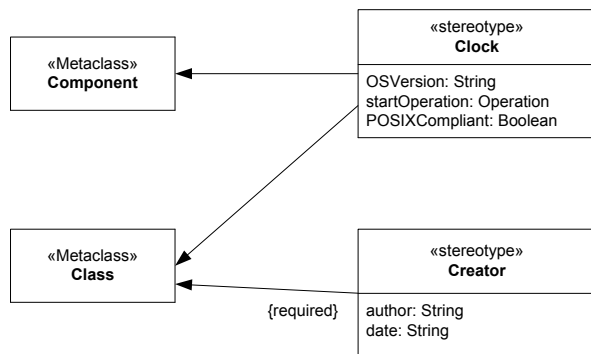 «Metaclass»
Component
«stereotype»
Clock
OSVersion: String
startOperation: Operation
POSIXCompliant: Boolean
«Metaclass»
Class
«stereotype»
Creator
{required}
author: String
date: String